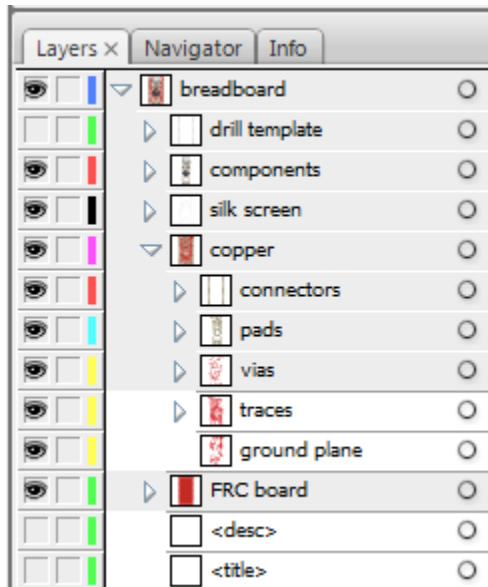 Layers × Navigator Info
breadboard
drill template
components
silk screen
copper
connectors
pads
vias
traces
ground plane
FRC board
<desc>
<title>